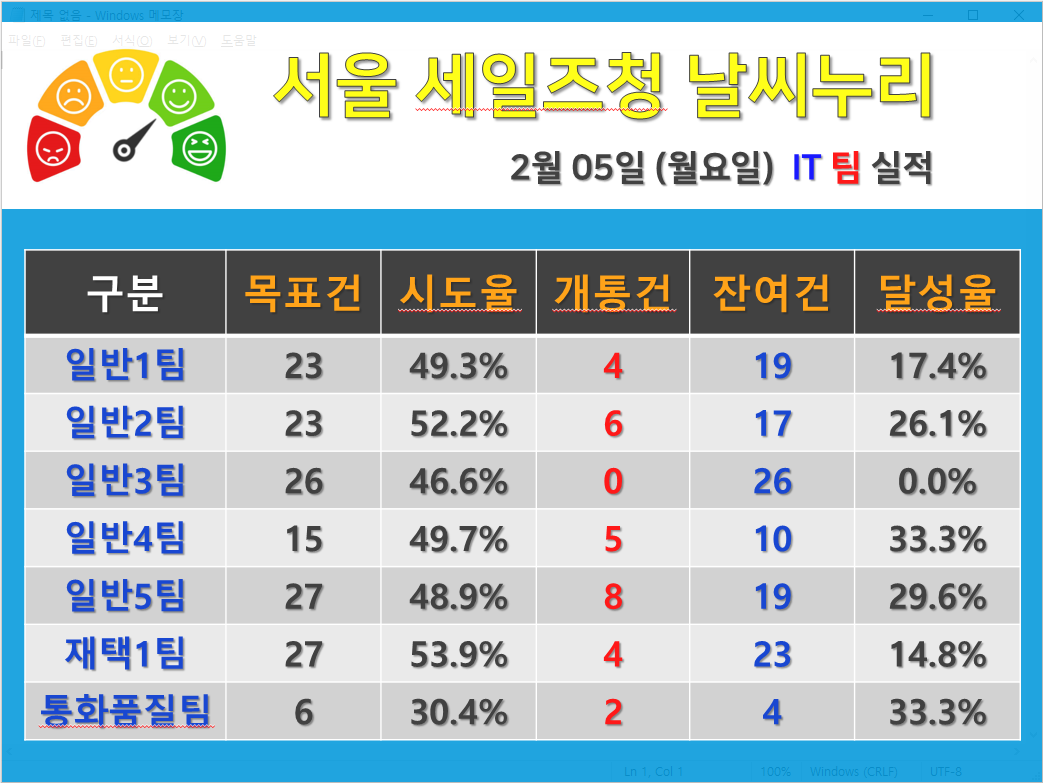 제목 없음 - Windows 메모장
파일(F) 편집(E) 서식(O) 보기(V) 도움말
서울 세일즈청 날씨누리
2월 05일 (월요일) IT 팀 실적
구분 목표건 시도율 개통건 잔여건 달성율
일반1팀 23 49.3% 4 19 17.4%
일반2팀 23 52.2% 6 17 26.1%
일반3팀 26 46.6% 0 26 0.0%
일반4팀 15 49.7% 5 10 33.3%
일반5팀 27 48.9% 8 19 29.6%
재택1팀 27 53.9% 4 23 14.8%
통화품질팀 6 30.4% 2 4 33.3%
Ln 1, Col 1 100% Windows (CRLF) UTF-8